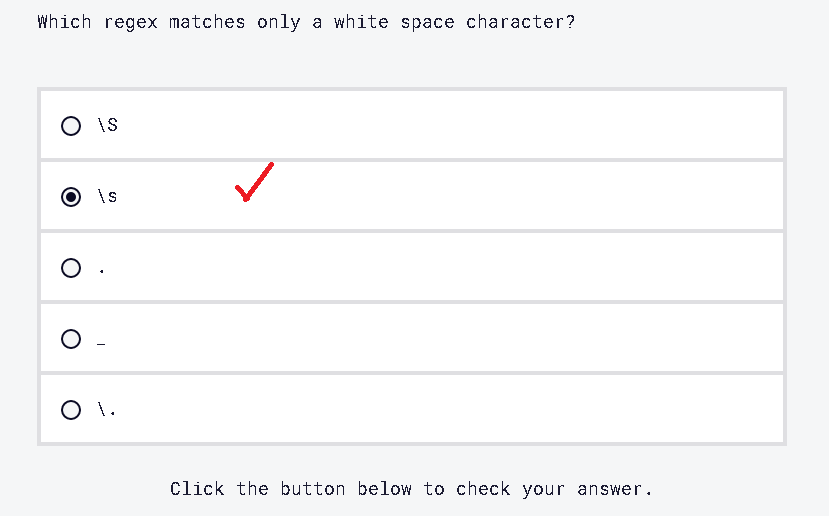 Which regex matches only a white space character?
\S
\s
.
_
\.
Click the button below to check your answer.